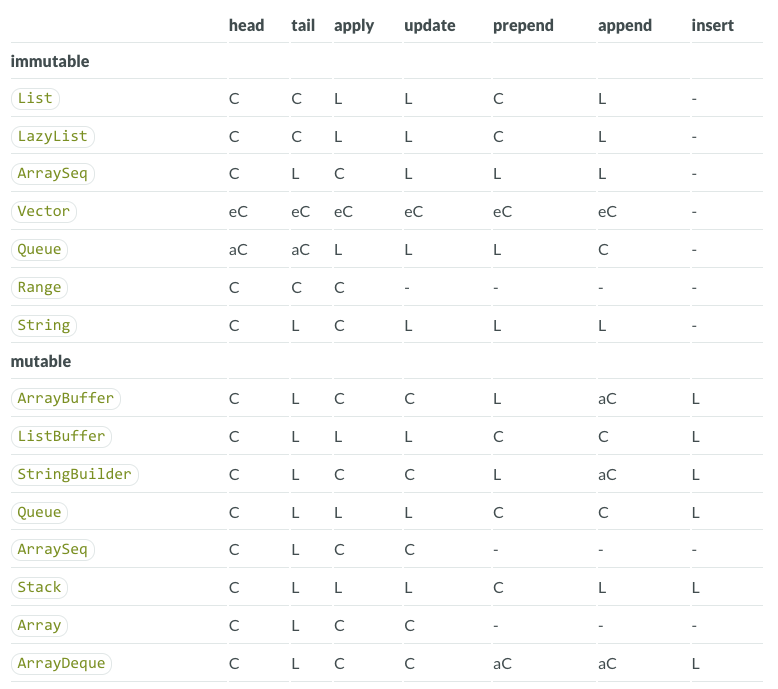 head tail apply update prepend append insert
immutable
List C C L L C L -
LazyList C C L L C L -
ArraySeq C L C L L L -
Vector eC eC eC eC eC eC -
Queue aC aC L L L C -
Range C C C - - - -
String C L C L L L -
mutable
ArrayBuffer C L C C L aC L
ListBuffer C L L L C C L
StringBuilder C L C C L aC L
Queue C L L L C C L
ArraySeq C L C C - - -
Stack C L L L C L L
Array C L C C - - -
ArrayDeque C L C C aC aC L